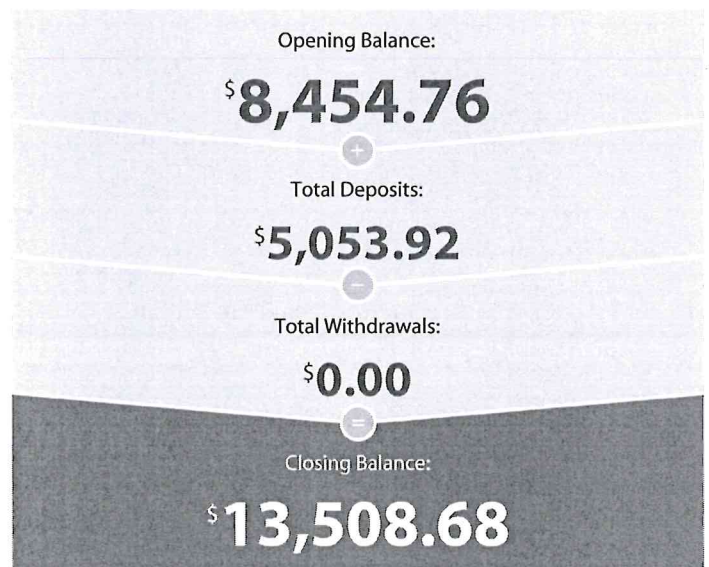 Opening Balance:
$8,454.76
+
Total Deposits:
$5,053.92
−
Total Withdrawals:
$0.00
=
Closing Balance:
$13,508.68